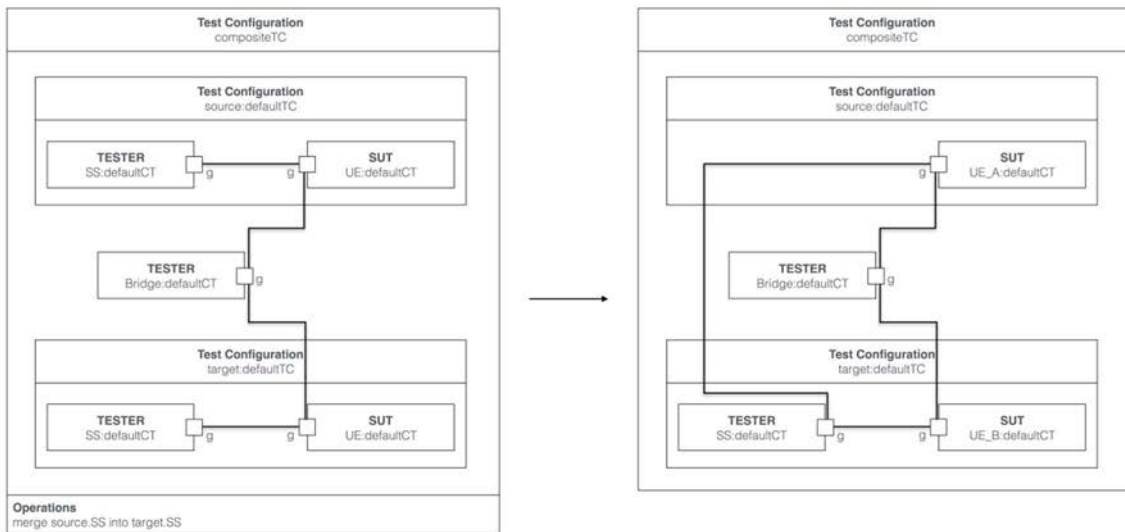 Test Configuration
compositeTC
Test Configuration
source:defaultTC
TESTER
SS:defaultCT
g
g
SUT
UE:defaultCT
TESTER
Bridge:defaultCT
g
Test Configuration
target:defaultTC
TESTER
SS:defaultCT
g
g
SUT
UE:defaultCT
Operations
merge source.SS into target.SS
Test Configuration
compositeTC
Test Configuration
source:defaultTC
g
SUT
UE_A:defaultCT
TESTER
Bridge:defaultCT
g
Test Configuration
target:defaultTC
TESTER
SS:defaultCT
g
g
SUT
UE_B:defaultCT